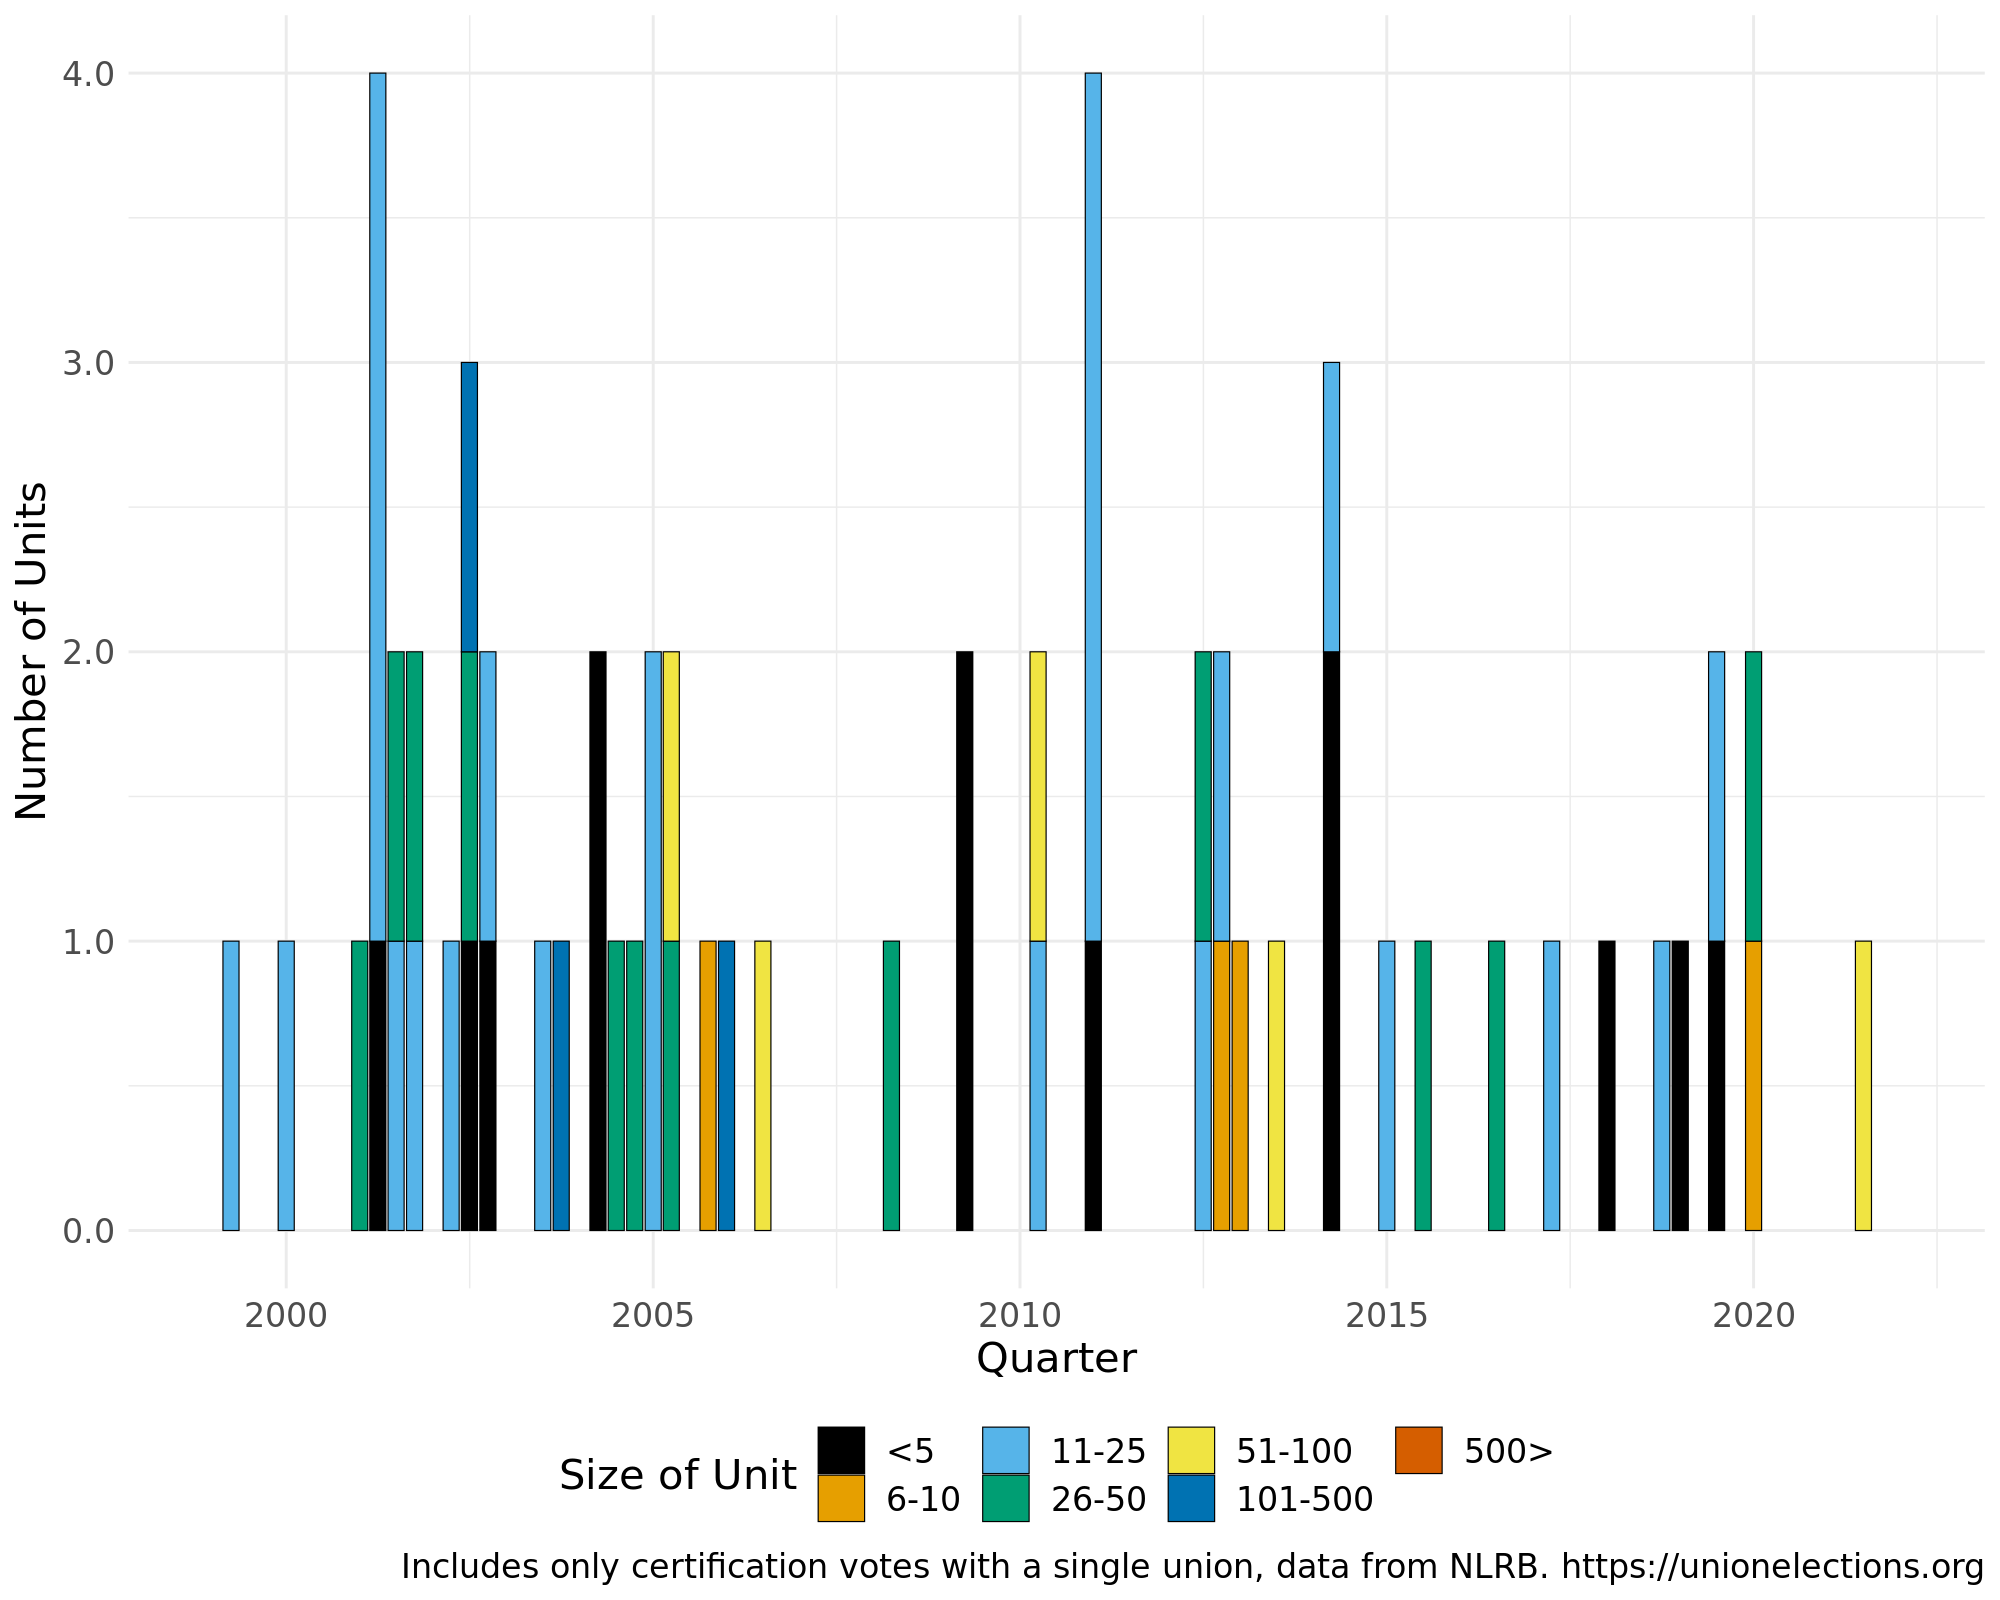 4.0
3.0
2.0
1.0
0.0
Number of Units
2000 2005 2010 2015 2020
Quarter
Size of Unit
<5 11-25 51-100 500>
6-10 26-50 101-500
Includes only certification votes with a single union, data from NLRB. https://unionelections.org